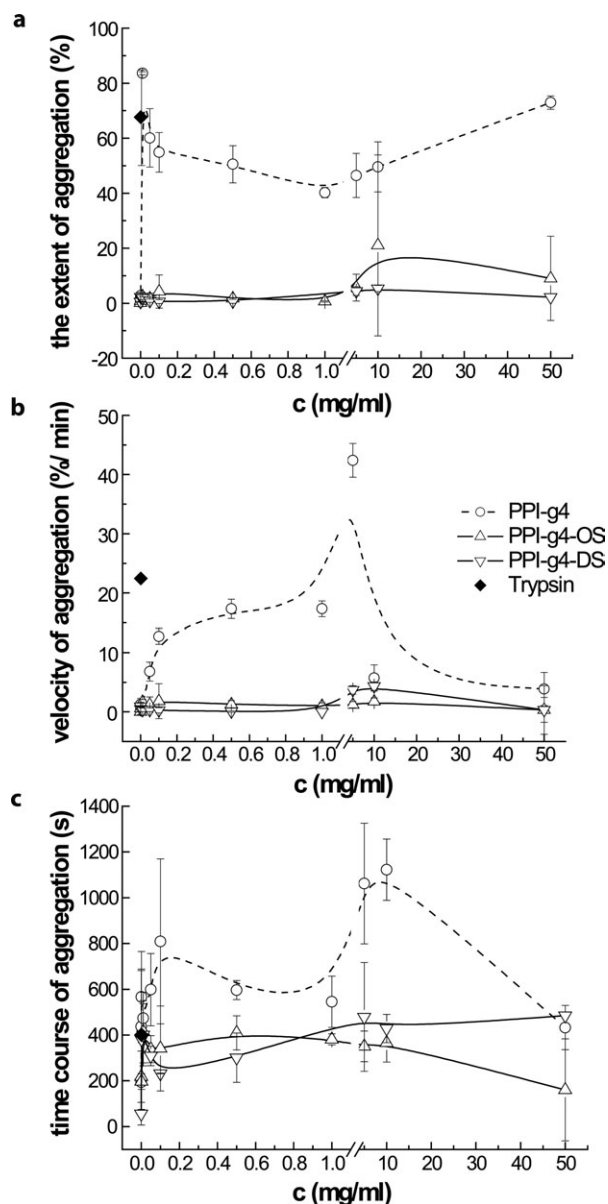 a
the extent of aggregation (%)
100
80
60
40
20
0
-20
0.0 0.2 0.4 0.6 0.8 1.0 10 20 30 40 50
c (mg/ml)
b
velocity of aggregation (%/ min)
50
40
30
20
10
0
0.0 0.2 0.4 0.6 0.8 1.0 10 20 30 40 50
c (mg/ml)
PPI-g4
PPI-g4-OS
PPI-g4-DS
Trypsin
c
time course of aggregation (s)
1400
1200
1000
800
600
400
200
0
0.0 0.2 0.4 0.6 0.8 1.0 10 20 30 40 50
c (mg/ml)